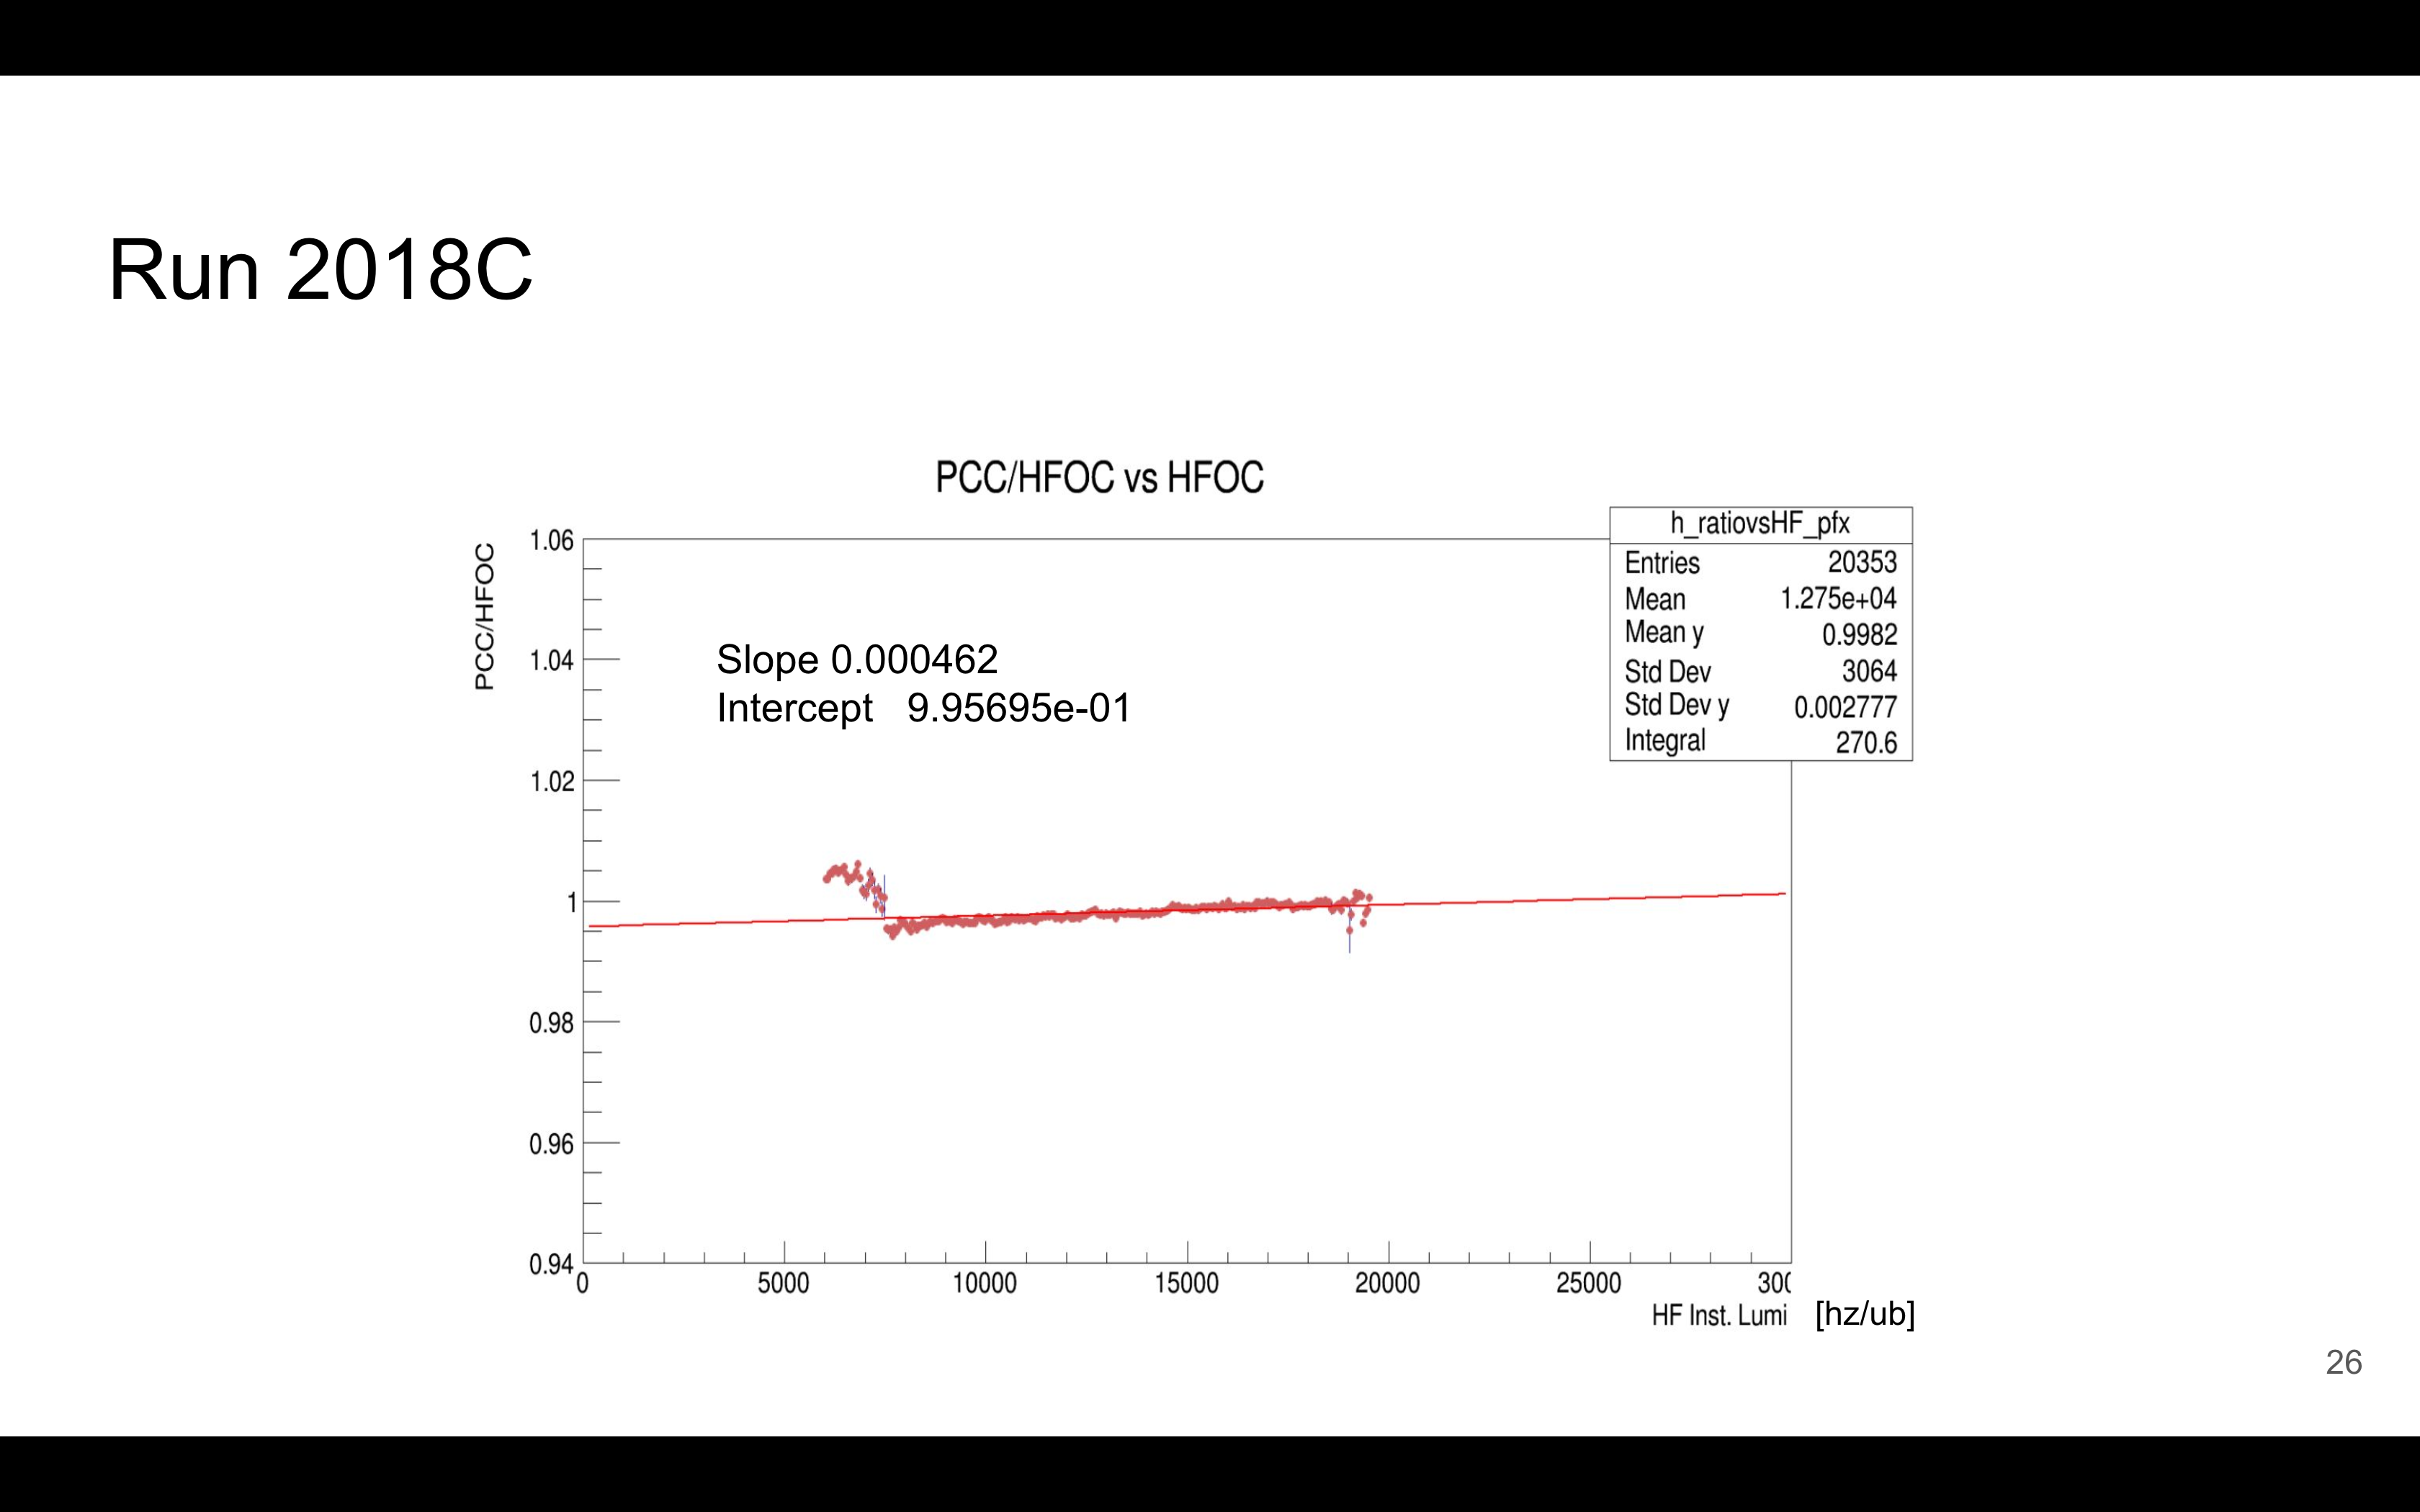 Run 2018C
PCC/HFOC vs HFOC
h_ratiovsHF_pfx
Entries 20353
Mean 1.275e+04
Mean y 0.9982
Std Dev 3064
Std Dev y 0.002777
Integral 270.6
PCC/HFOC
Slope 0.000462
Intercept 9.95695e-01
1.06
1.04
1.02
1
0.98
0.96
0.94
0 5000 10000 15000 20000 25000 300
HF Inst. Lumi [hz/ub]
26